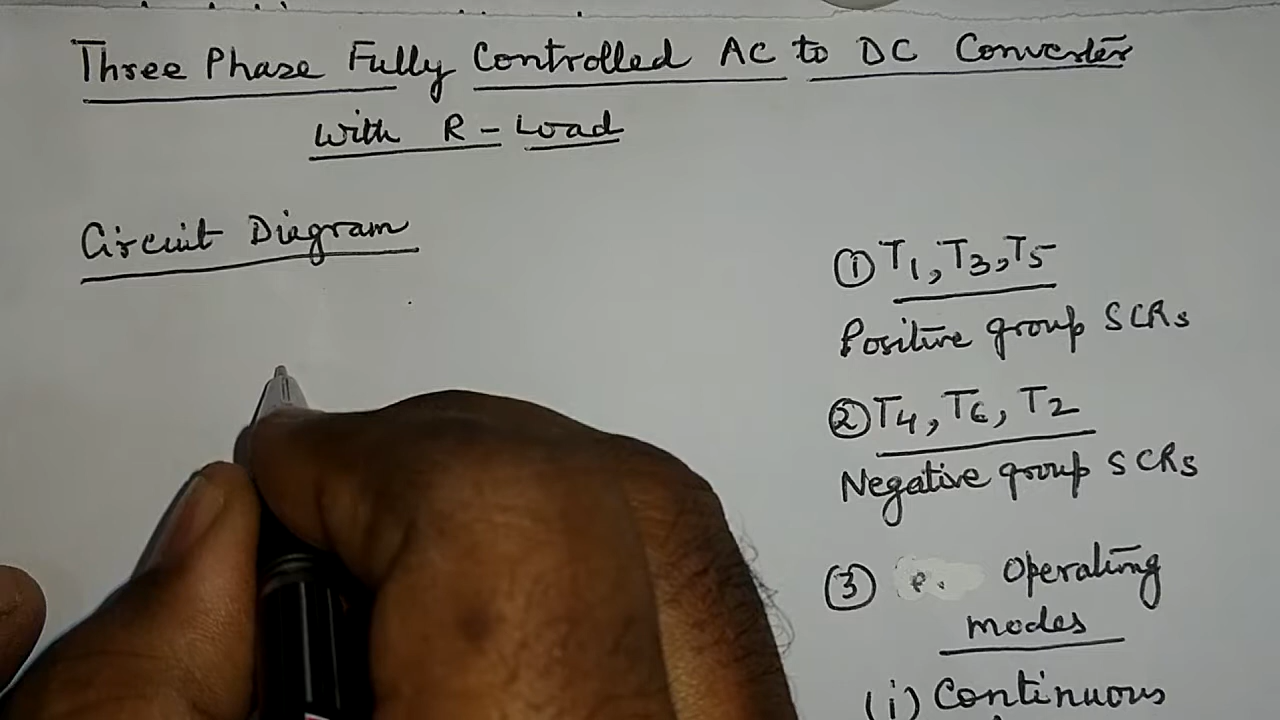 Three Phase Fully Controlled AC to DC Converter
with R - Load
Circuit Diagram
① T1, T3, T5
Positive group SCRs
② T4, T6, T2
Negative group SCRs
③ Operating
modes
(i) Continuous